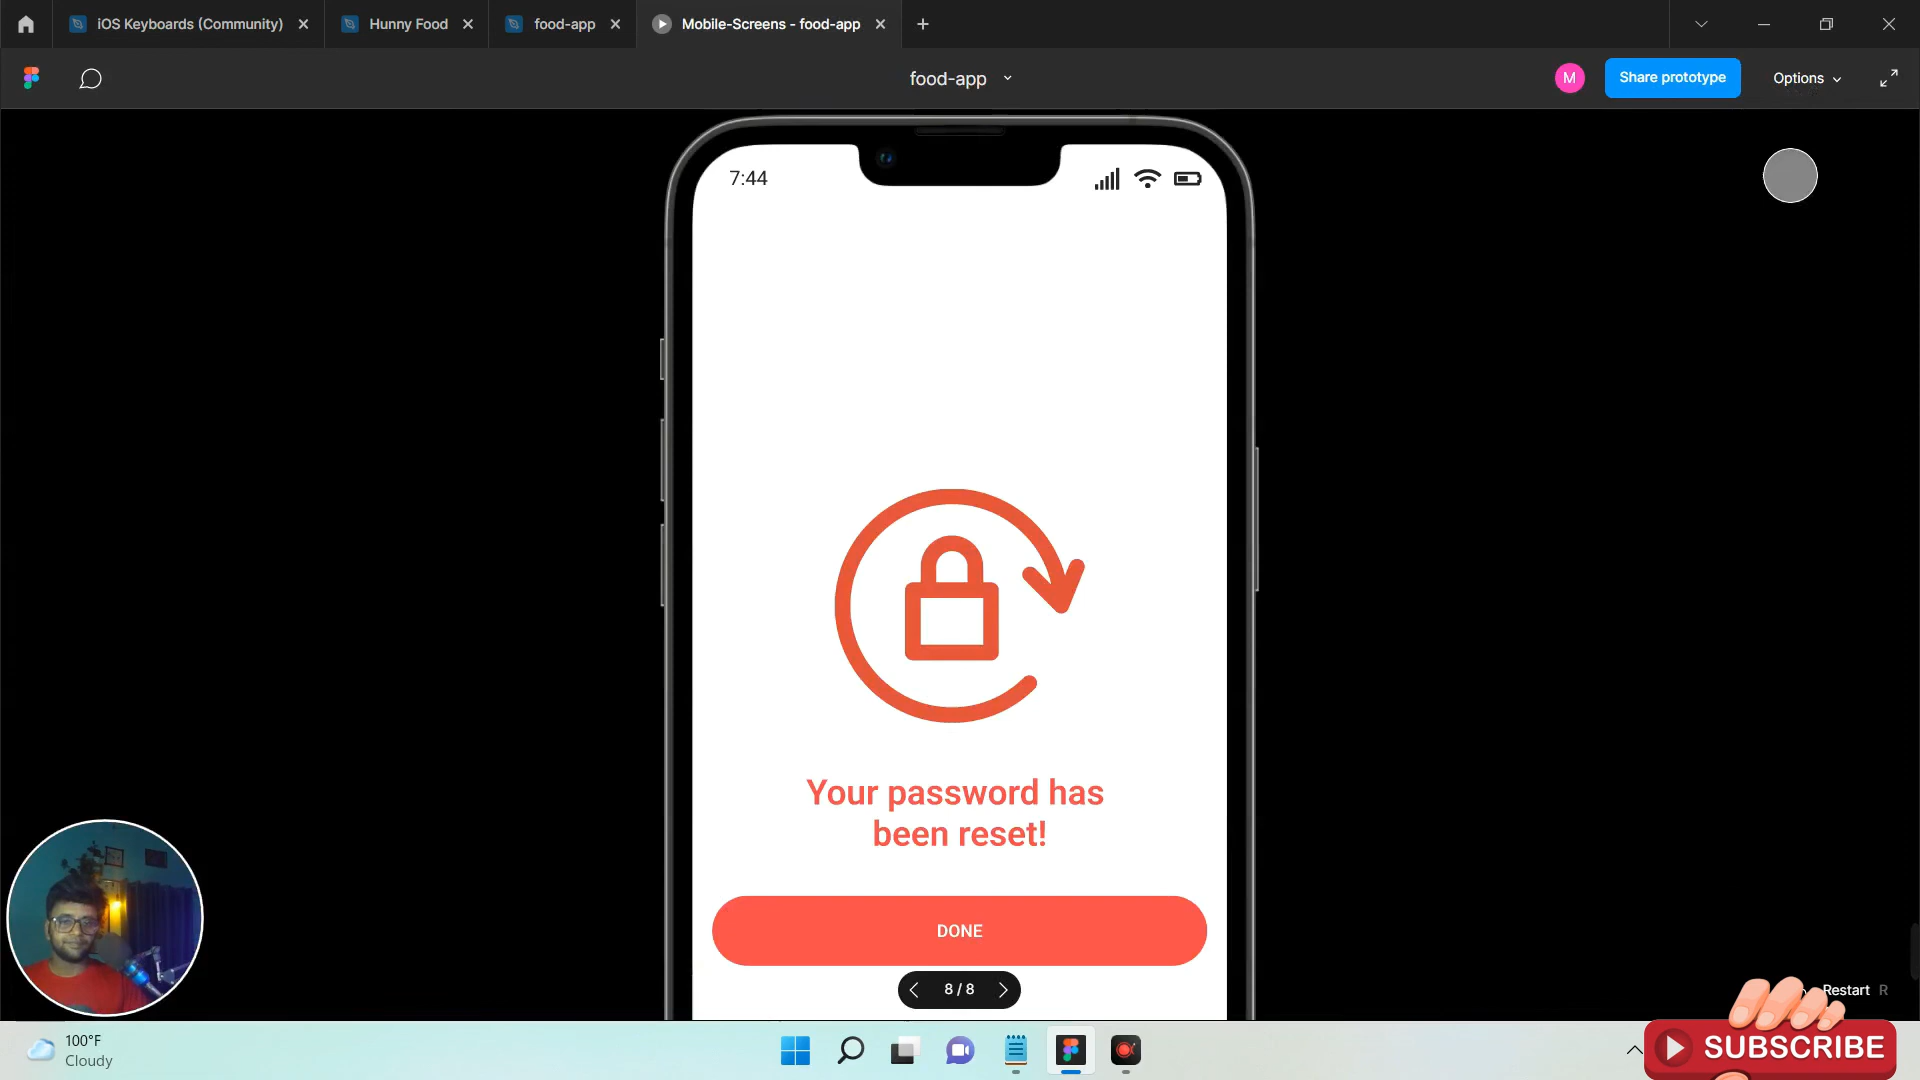 iOS Keyboards (Community)
Hunny Food
food-app
Mobile-Screens - food-app
food-app
M
Share prototype
Options
7:44
Your password has
been reset!
DONE
8 / 8
Restart R
100°F
Cloudy
SUBSCRIBE